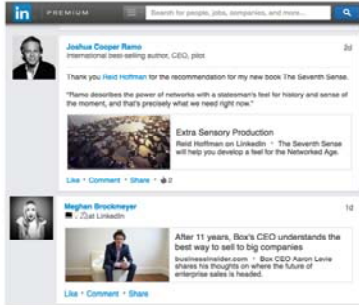 in PREMIUM Search for people, jobs, companies, and more...
Joshua Cooper Ramo 2d
International best-selling author, CEO, pilot
Thank you Reid Hoffman for the recommendation for my new book The Seventh Sense.
"Ramo describes the power of networks with a statesman's feel for history and sense of
the moment, and that's precisely what we need right now."
Extra Sensory Production
Reid Hoffman on LinkedIn • The Seventh Sense
will help you develop a feel for the Networked Age.
Like • Comment • Share • 2
Meghan Brockmeyer 1d
at LinkedIn
After 11 years, Box's CEO understands the
best way to sell to big companies
businessinsider.com • Box CEO Aaron Levie
shares his thoughts on where the future of
enterprise sales is headed.
Like • Comment • Share